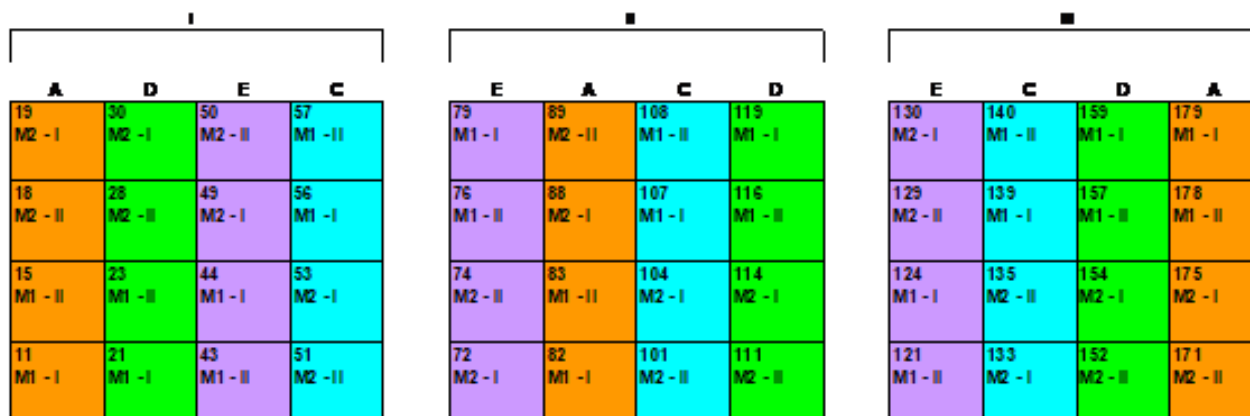 I II III
A D E C E A C D E C D A
19 30 50 57 79 89 108 119 130 140 159 179
M2 - I M2 -I M2 - II M1 -II M1 - I M2 - II M1 - II M1 - I M2 - I M1 - II M1 - I M1 - I
18 28 49 56 76 88 107 116 129 139 157 178
M2 - II M2 -II M2 - I M1 - I M1 - II M2 - I M1 - I M1 - II M2 - II M1 - I M1 - II M1 - II
15 23 44 53 74 83 104 114 124 135 154 175
M1 - II M1 -II M1 - I M2 - I M2 - II M1 -II M2 - I M2 - I M1 - I M2 - II M2 - I M2 - I
11 21 43 51 72 82 101 111 121 133 152 171
M1 - I M1 -I M1 - II M2 -II M2 - I M1 - I M2 - II M2 - II M1 - II M2 - I M2 - II M2 - II